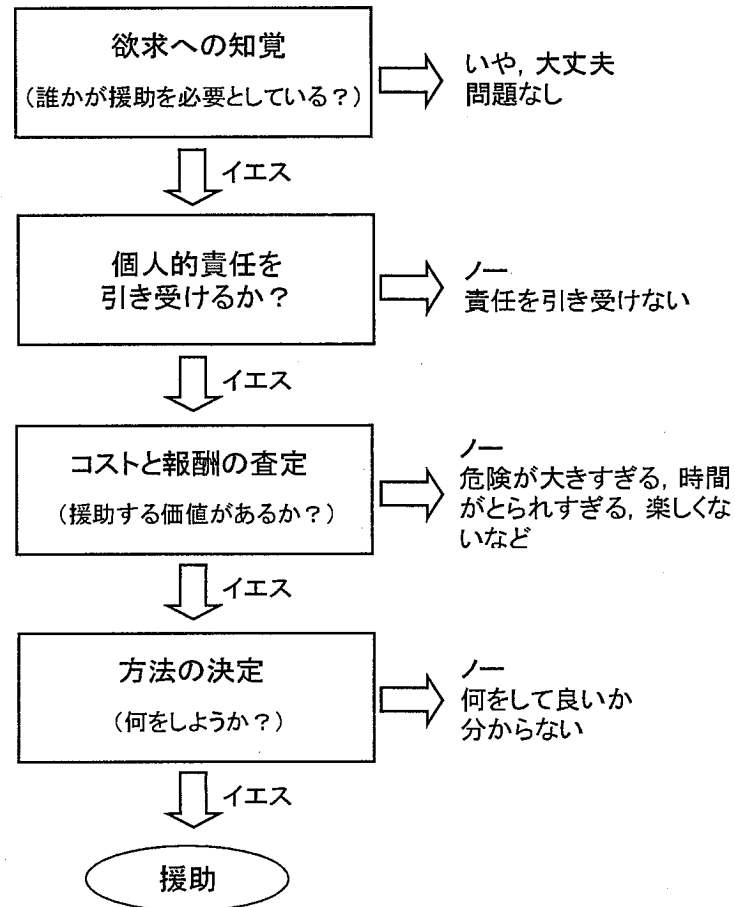 欲求への知覚
（誰かが援助を必要としている？）
いや，大丈夫
問題なし
イエス
個人的責任を
引き受けるか？
ノー
責任を引き受けない
イエス
コストと報酬の査定
（援助する価値があるか？）
ノー
危険が大きすぎる，時間
がとられすぎる，楽しくな
いなど
イエス
方法の決定
（何をしようか？）
ノー
何をして良いか
分からない
イエス
援助